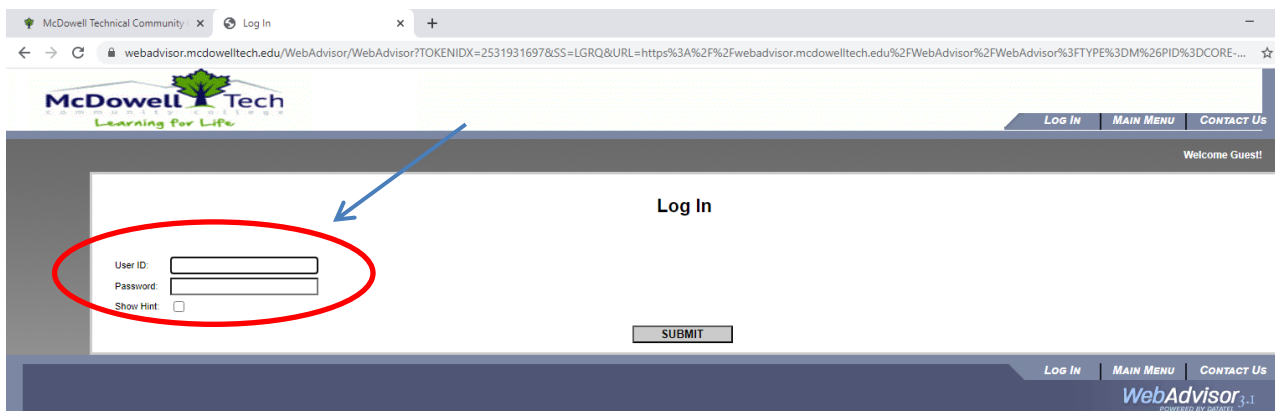 McDowell Technical Community
Log In
webadvisor.mcdowelltech.edu/WebAdvisor/WebAdvisor?TOKENIDX=2531931697&SS=LGRQ&URL=https%3A%2F%2Fwebadvisor.mcdowelltech.edu%2FWebAdvisor%2FWebAdvisor%3FTYPE%3DM%26PID%3DCORE-...
McDowell Tech
community college
Learning for Life
LOG IN MAIN MENU CONTACT US
Welcome Guest!
Log In
User ID:
Password:
Show Hint:
SUBMIT
LOG IN MAIN MENU CONTACT US
WebAdvisor 3.1
POWERED BY DATATEL